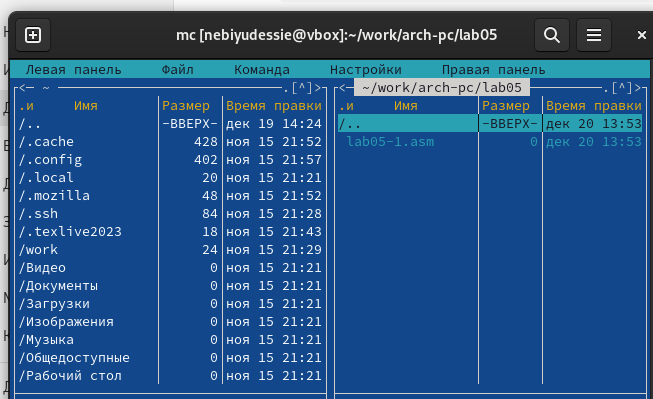 mc [nebiyudessie@vbox]:~/work/arch-pc/lab05
Левая панель Файл Команда Настройки Правая панель
<─ ~ .[^]>
.и Имя Размер Время правки
/.. -ВВЕРХ- дек 19 14:24
/.cache 428 ноя 15 21:52
/.config 402 ноя 15 21:57
/.local 20 ноя 15 21:21
/.mozilla 48 ноя 15 21:52
/.ssh 84 ноя 15 21:28
/.texlive2023 18 ноя 15 21:43
/work 24 ноя 15 21:29
/Видео 0 ноя 15 21:21
/Документы 0 ноя 15 21:21
/Загрузки 0 ноя 15 21:21
/Изображения 0 ноя 15 21:21
/Музыка 0 ноя 15 21:21
/Общедоступные 0 ноя 15 21:21
/Рабочий стол 0 ноя 15 21:21
<─ ~/work/arch-pc/lab05 .[^]>
.и Имя Размер Время правки
/.. -ВВЕРХ- дек 20 13:53
lab05-1.asm 0 дек 20 13:53